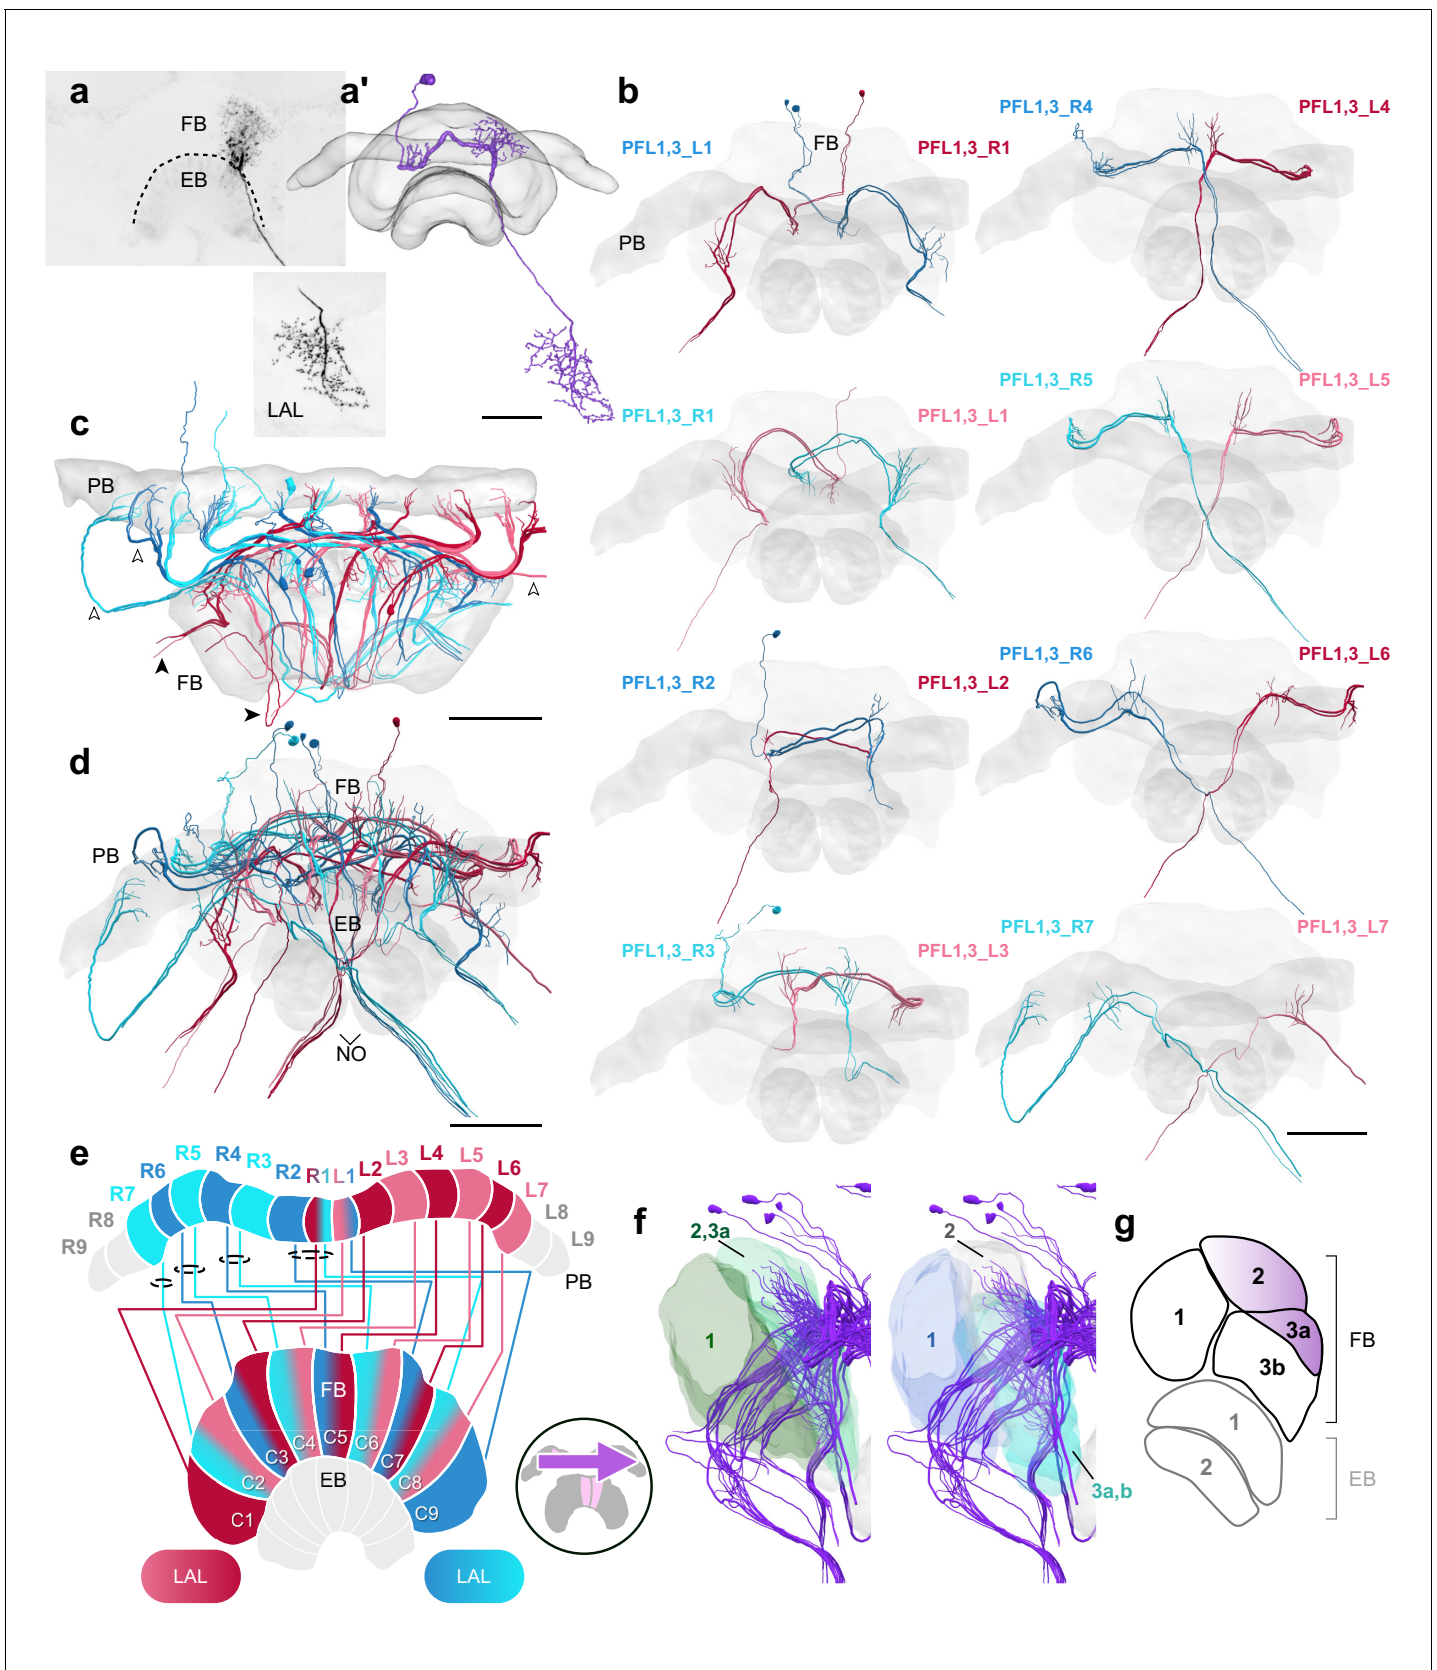 a
FB
EB
LAL
a'
b
PFL1,3_L1
FB
PFL1,3_R1
PB
PFL1,3_R4
PFL1,3_L4
PFL1,3_R1
PFL1,3_L1
PFL1,3_R5
PFL1,3_L5
PFL1,3_R2
PFL1,3_L2
PFL1,3_R6
PFL1,3_L6
PFL1,3_R3
PFL1,3_L3
PFL1,3_R7
PFL1,3_L7
c
PB
FB
d
FB
PB
EB
NO
e
R9 R8 R7 R6 R5 R4 R3 R2 R1 L1 L2 L3 L4 L5 L6 L7 L8 L9
PB
FB
C1 C2 C3 C4 C5 C6 C7 C8 C9
EB
LAL
LAL
f
2,3a
1
2
1
3a,b
g
2
1
3a
3b
FB
1
2
EB